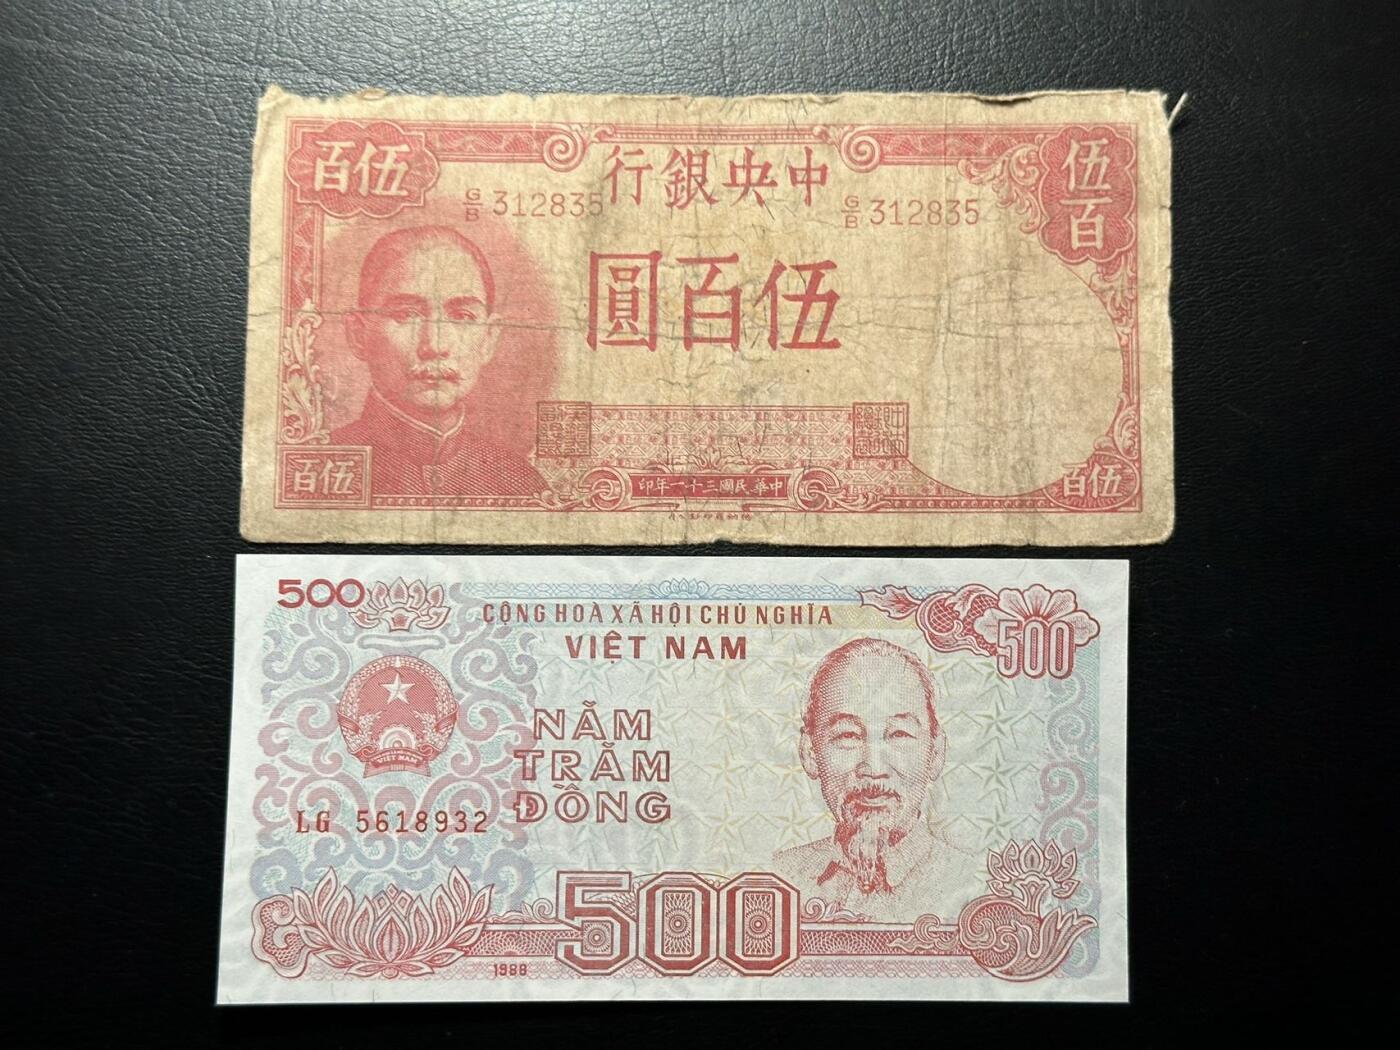 中央銀行
伍百
伍百
G/B 312835
G/B 312835
伍百圓
伍百
伍百
中華民國三十一年印
500
CỘNG HOÀ XÃ HỘI CHỦ NGHĨA
VIỆT NAM
500
VIỆT NAM
NĂM
TRĂM
ĐỒNG
LG 5618932
500
1988